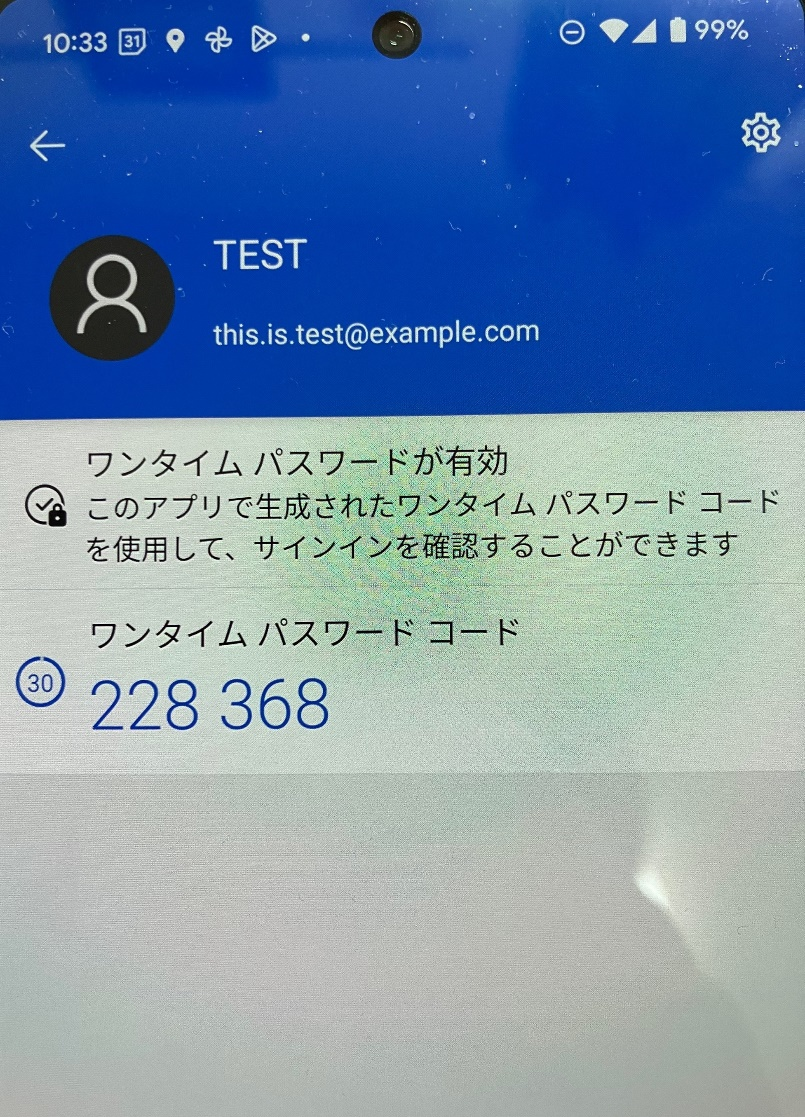 10:33 31 99%
TEST
this.is.test@example.com
ワンタイム パスワードが有効
このアプリで生成されたワンタイム パスワード コード
を使用して、サインインを確認することができます
ワンタイム パスワード コード
30 228 368